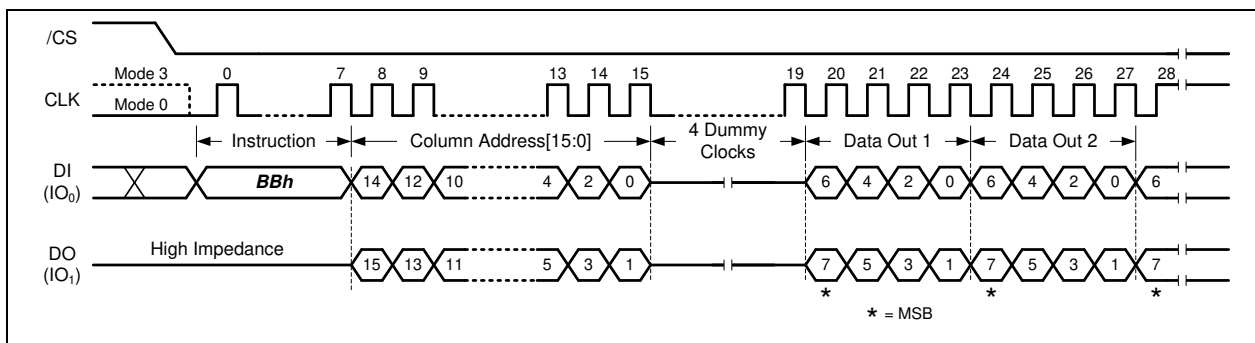 /CS
Mode 3 0 7 8 9 13 14 15 19 20 21 22 23 24 25 26 27 28
CLK Mode 0
Instruction Column Address[15:0] 4 Dummy Clocks Data Out 1 Data Out 2
DI (IO0) BBh 14 12 10 4 2 0 6 4 2 0 6 4 2 0 6
High Impedance
DO (IO1) 15 13 11 5 3 1 7 5 3 1 7 5 3 1 7
* * *
* = MSB